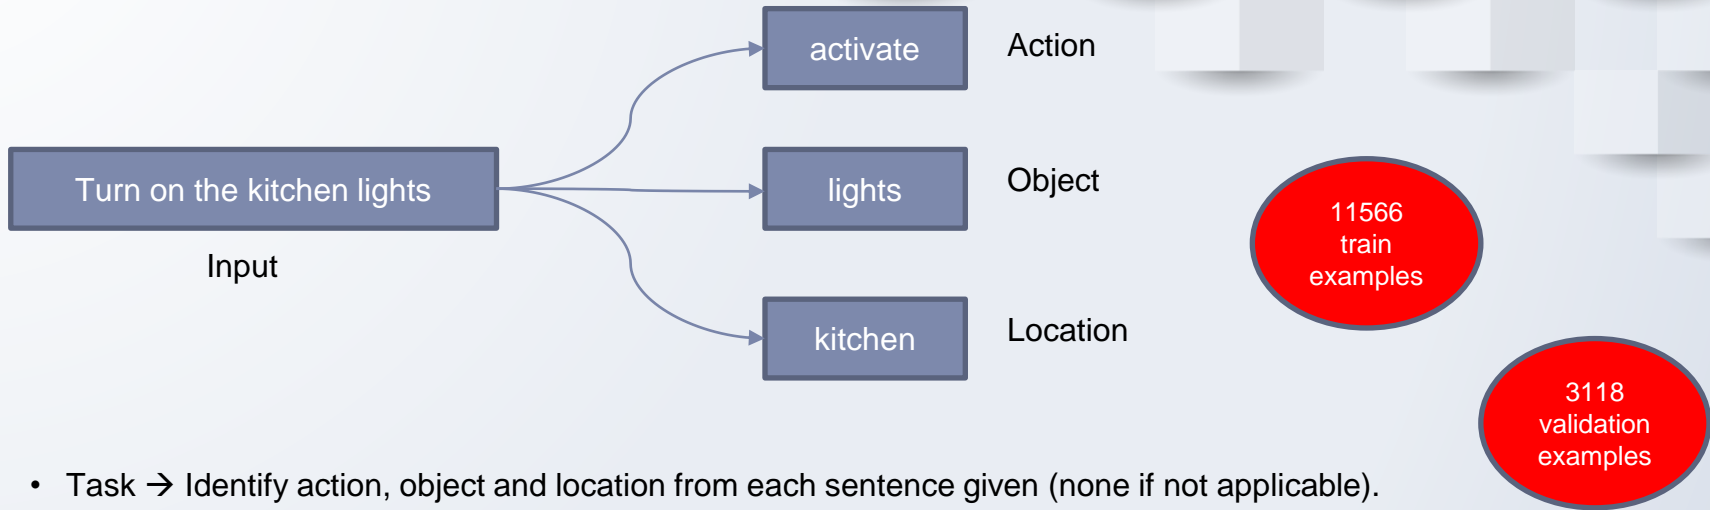 activate
Action
Turn on the kitchen lights
Input
lights
Object
kitchen
Location
11566
train
examples
3118
validation
examples
• Task → Identify action, object and location from each sentence given (none if not applicable).